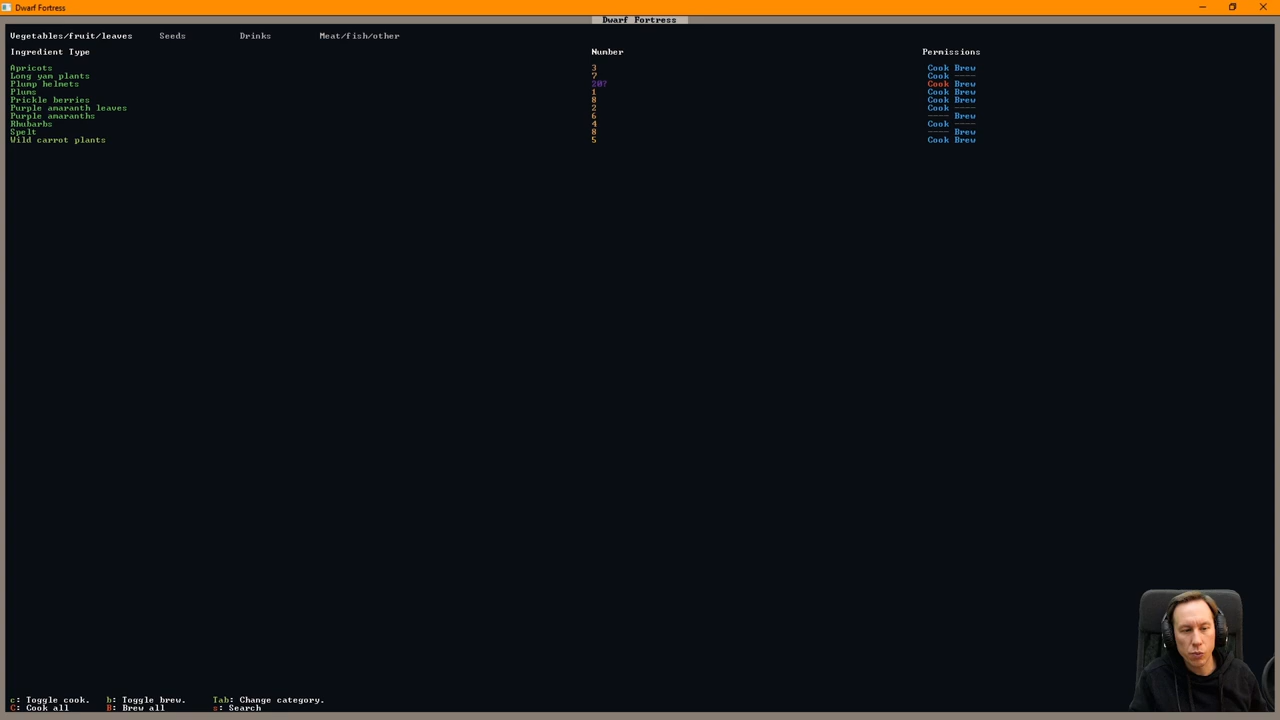 Dwarf Fortress
Dwarf Fortress
Vegetables/fruit/leaves Seeds Drinks Meat/fish/other
Ingredient Type Number Permissions
Apricots 3 Cook Brew
Long yam plants 7 Cook ----
Plump helmets 20? Cook Brew
Plums 1 Cook Brew
Prickle berries 8 Cook Brew
Purple amaranth leaves 2 Cook ----
Purple amaranths 6 ---- Brew
Rhubarbs 4 Cook ----
Spelt 8 ---- Brew
Wild carrot plants 5 Cook Brew
c: Toggle cook. b: Toggle brew. Tab: Change category.
C: Cook all B: Brew all s: Search